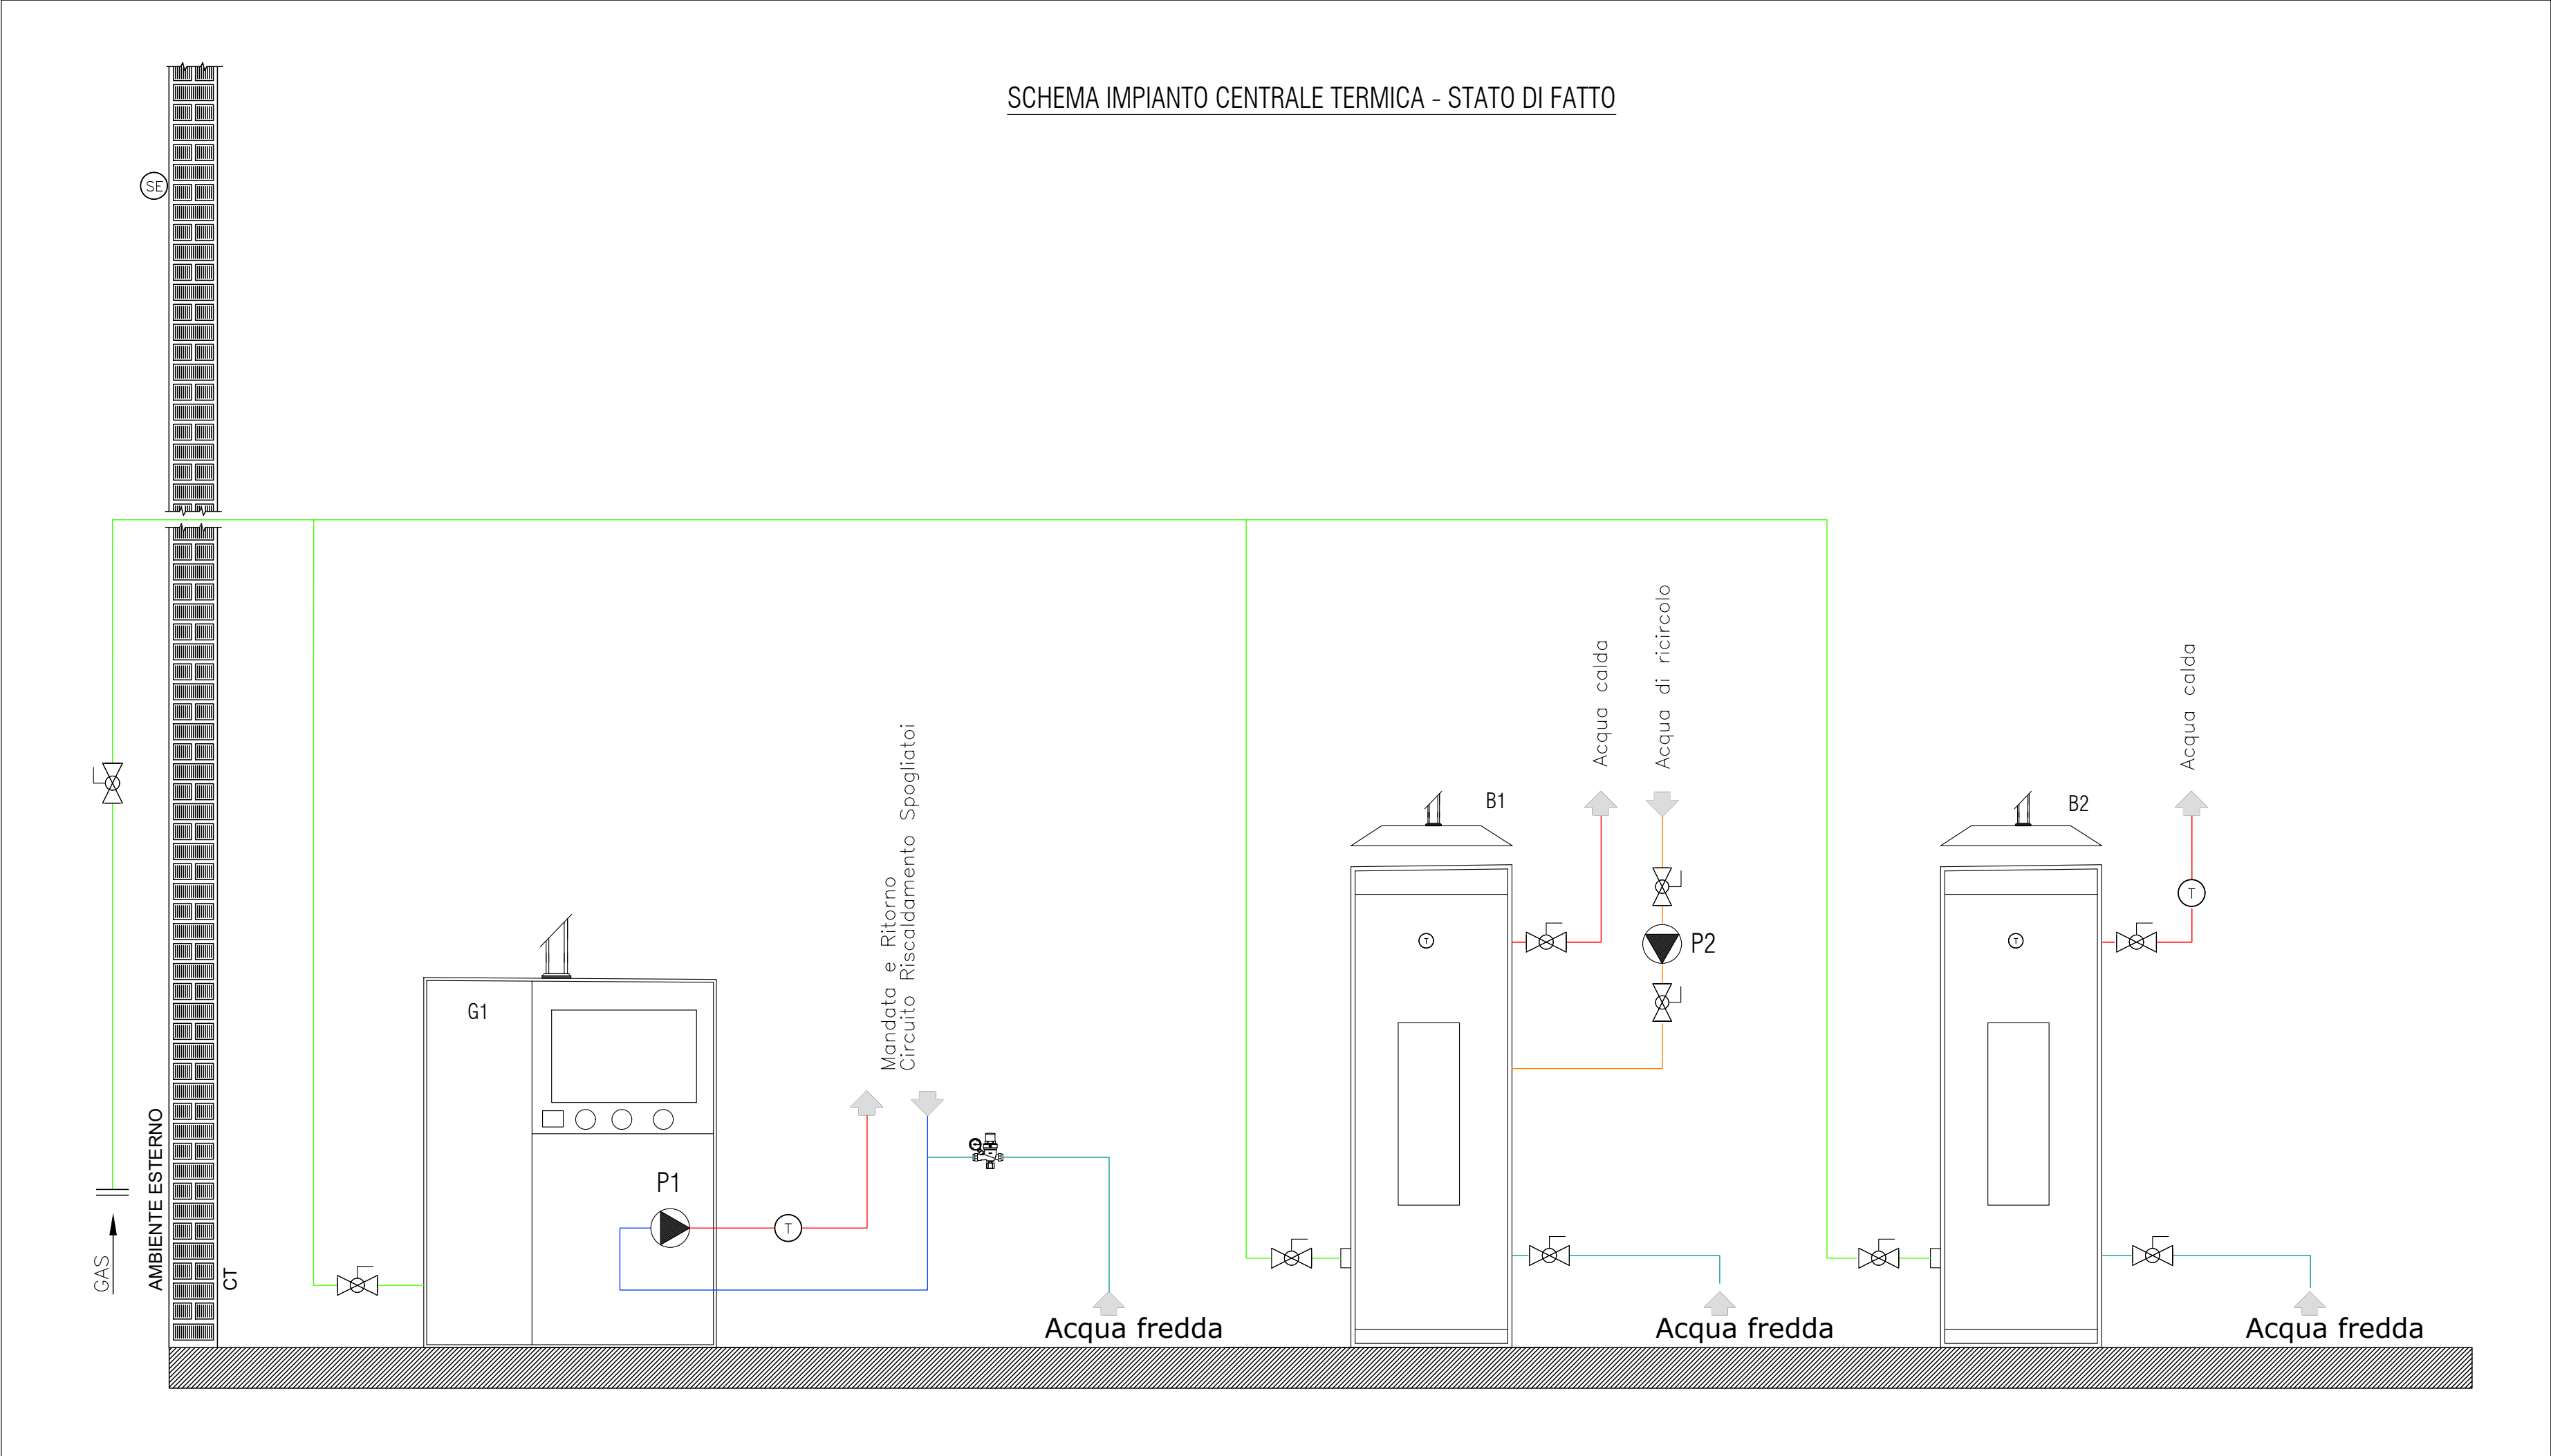 SCHEMA IMPIANTO CENTRALE TERMICA - STATO DI FATTO
SE
GAS
AMBIENTE ESTERNO
CT
G1
P1
T
Mandata e Ritorno
Circuito Riscaldamento Spogliatoi
Acqua fredda
B1
T
Acqua calda
Acqua di ricircolo
P2
Acqua fredda
B2
T
Acqua calda
T
Acqua fredda